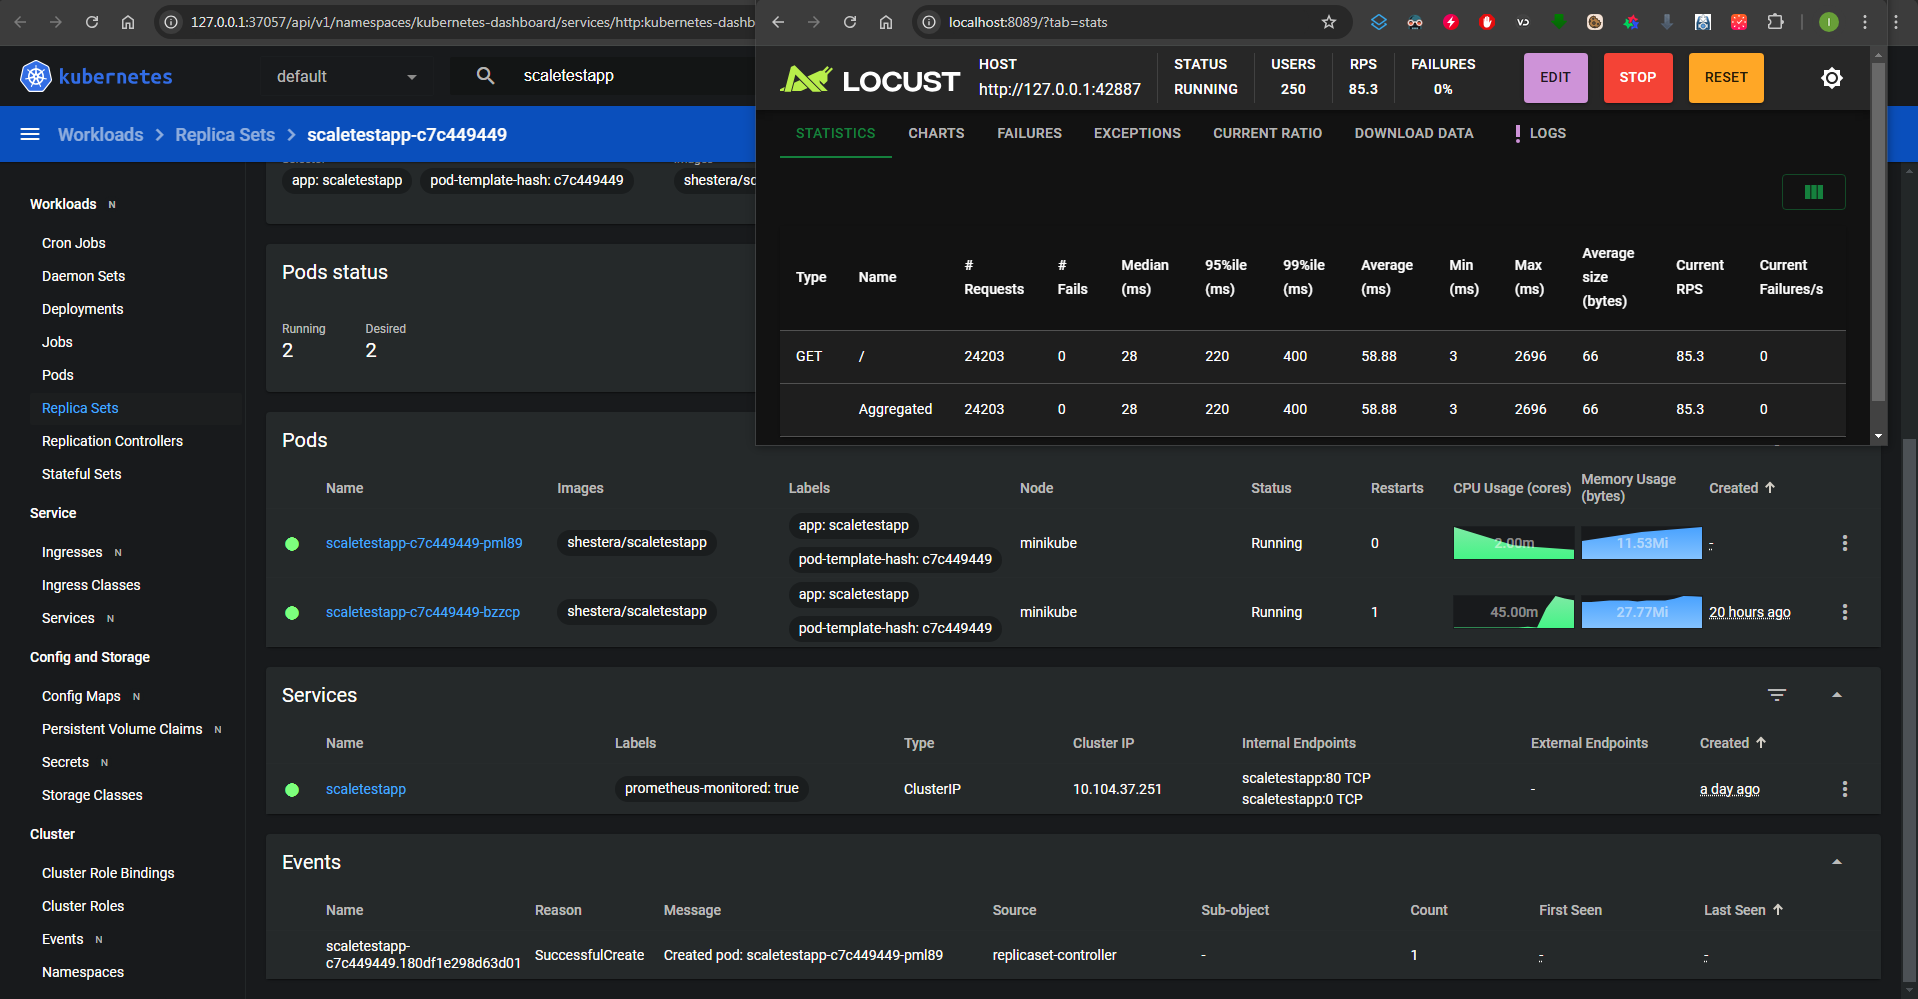 127.0.0.1:37057/api/v1/namespaces/kubernetes-dashboard/services/http:kubernetes-dashb
localhost:8089/?tab=stats
kubernetes
default
scaletestapp
Workloads > Replica Sets > scaletestapp-c7c449449
LOCUST
HOST
http://127.0.0.1:42887
STATUS
RUNNING
USERS
250
RPS
85.3
FAILURES
0%
EDIT
STOP
RESET
STATISTICS CHARTS FAILURES EXCEPTIONS CURRENT RATIO DOWNLOAD DATA LOGS
Type Name # Requests # Fails Median (ms) 95%ile (ms) 99%ile (ms) Average (ms) Min (ms) Max (ms) Average size (bytes) Current RPS Current Failures/s
GET / 24203 0 28 220 400 58.88 3 2696 66 85.3 0
Aggregated 24203 0 28 220 400 58.88 3 2696 66 85.3 0
Workloads N
Cron Jobs
Daemon Sets
Deployments
Jobs
Pods
Replica Sets
Replication Controllers
Stateful Sets
Service
Ingresses N
Ingress Classes
Services N
Config and Storage
Config Maps N
Persistent Volume Claims N
Secrets N
Storage Classes
Cluster
Cluster Role Bindings
Cluster Roles
Events N
Namespaces
app: scaletestapp pod-template-hash: c7c449449 shestera/sc
Pods status
Running Desired
2 2
Pods
Name Images Labels Node Status Restarts CPU Usage (cores) Memory Usage (bytes) Created
scaletestapp-c7c449449-pml89 shestera/scaletestapp app: scaletestapp pod-template-hash: c7c449449 minikube Running 0 2.00m 11.53Mi -
scaletestapp-c7c449449-bzzcp shestera/scaletestapp app: scaletestapp pod-template-hash: c7c449449 minikube Running 1 45.00m 27.77Mi 20 hours ago
Services
Name Labels Type Cluster IP Internal Endpoints External Endpoints Created
scaletestapp prometheus-monitored: true ClusterIP 10.104.37.251 scaletestapp:80 TCP scaletestapp:0 TCP - a day ago
Events
Name Reason Message Source Sub-object Count First Seen Last Seen
scaletestapp-c7c449449.180df1e298d63d01 SuccessfulCreate Created pod: scaletestapp-c7c449449-pml89 replicaset-controller - 1 - -